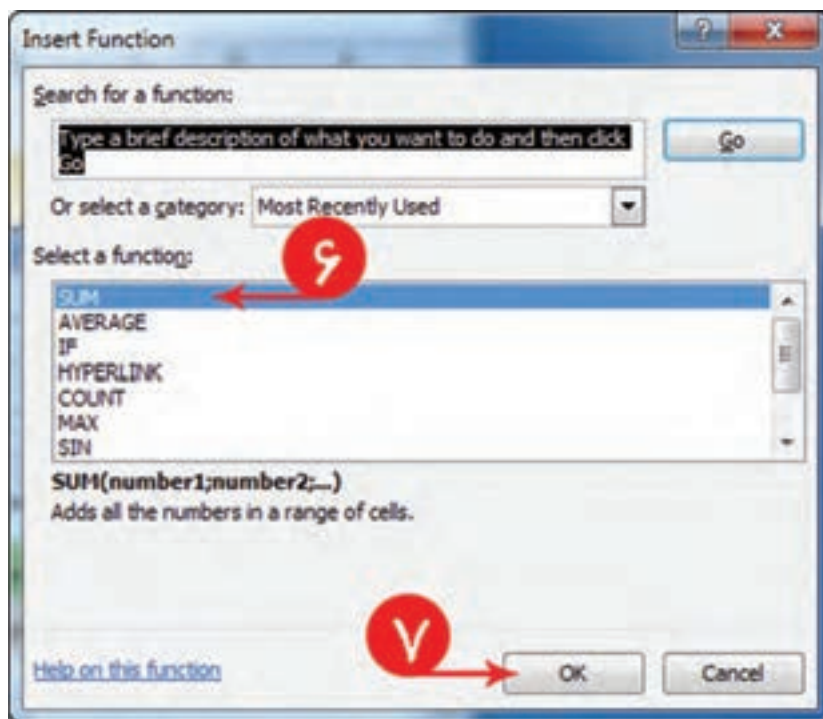 Insert Function
Search for a function:
Type a brief description of what you want to do and then click
Go
Go
Or select a category: Most Recently Used
۶
Select a function:
SUM
AVERAGE
IF
HYPERLINK
COUNT
MAX
SIN
SUM(number1;number2;...)
Adds all the numbers in a range of cells.
۷
Help on this function
OK
Cancel